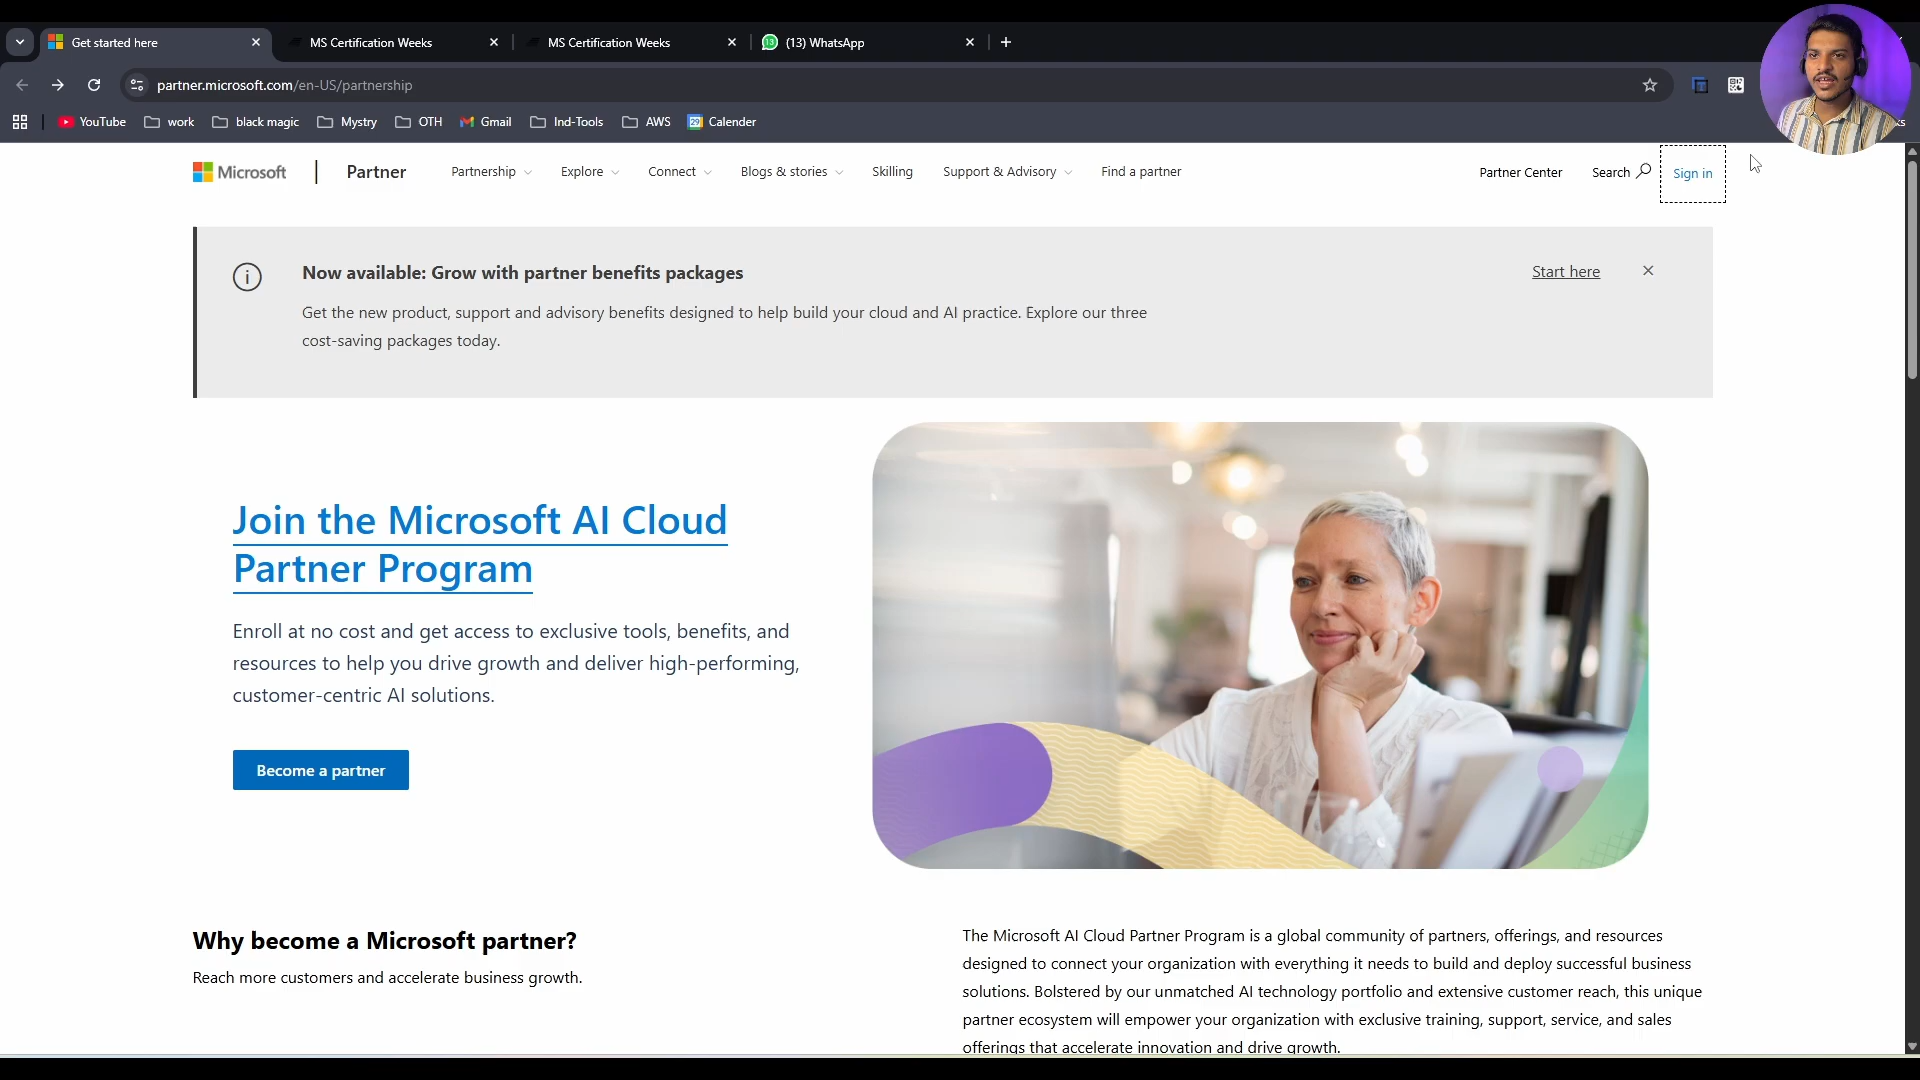 Get started here
MS Certification Weeks
MS Certification Weeks
(13) WhatsApp
partner.microsoft.com/en-US/partnership
YouTube
work
black magic
Mystry
OTH
Gmail
Ind-Tools
AWS
Calender
Microsoft
Partner
Partnership
Explore
Connect
Blogs & stories
Skilling
Support & Advisory
Find a partner
Partner Center
Search
Sign in
Now available: Grow with partner benefits packages
Start here
Get the new product, support and advisory benefits designed to help build your cloud and AI practice. Explore our three
cost-saving packages today.
Join the Microsoft AI Cloud
Partner Program
Enroll at no cost and get access to exclusive tools, benefits, and
resources to help you drive growth and deliver high-performing,
customer-centric AI solutions.
Become a partner
Why become a Microsoft partner?
Reach more customers and accelerate business growth.
The Microsoft AI Cloud Partner Program is a global community of partners, offerings, and resources
designed to connect your organization with everything it needs to build and deploy successful business
solutions. Bolstered by our unmatched AI technology portfolio and extensive customer reach, this unique
partner ecosystem will empower your organization with exclusive training, support, service, and sales
offerings that accelerate innovation and drive growth.